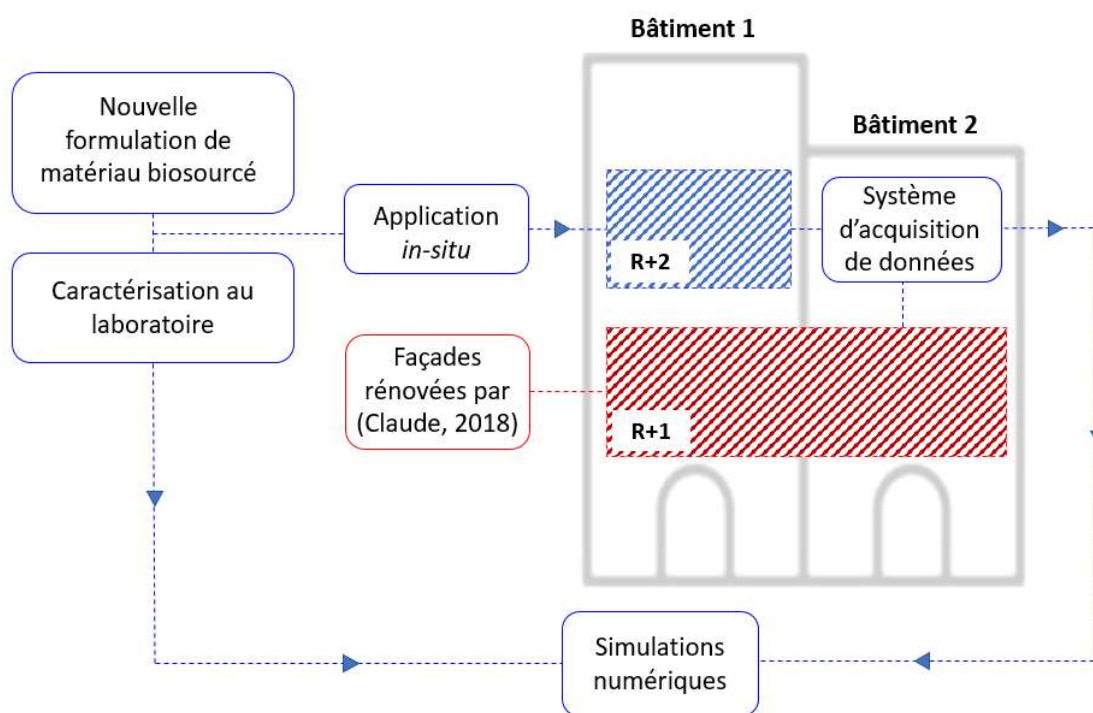 Bâtiment 1
Nouvelle
formulation de
matériau biosourcé
Bâtiment 2
Application
in-situ
Système
d'acquisition
de données
R+2
Caractérisation au
laboratoire
Façades
rénovées par
(Claude, 2018)
R+1
Simulations
numériques